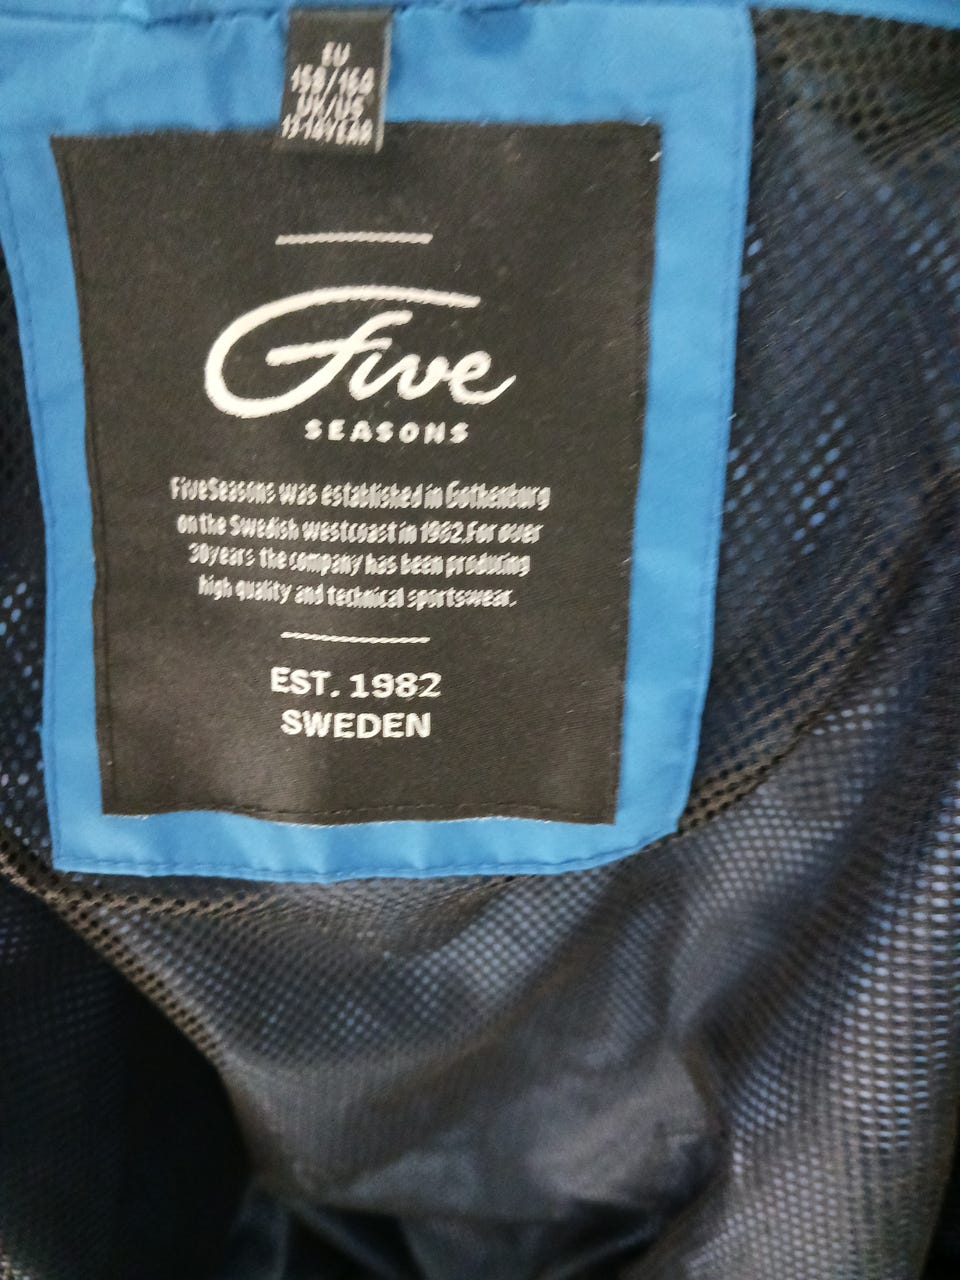 EU
158/164
UK/US
13-14YEAR
Five
SEASONS
FiveSeasons was established in Gothenburg
on the Swedish westcoast in 1982.For over
30years the company has been producing
high quality and technical sportswear.
EST. 1982
SWEDEN